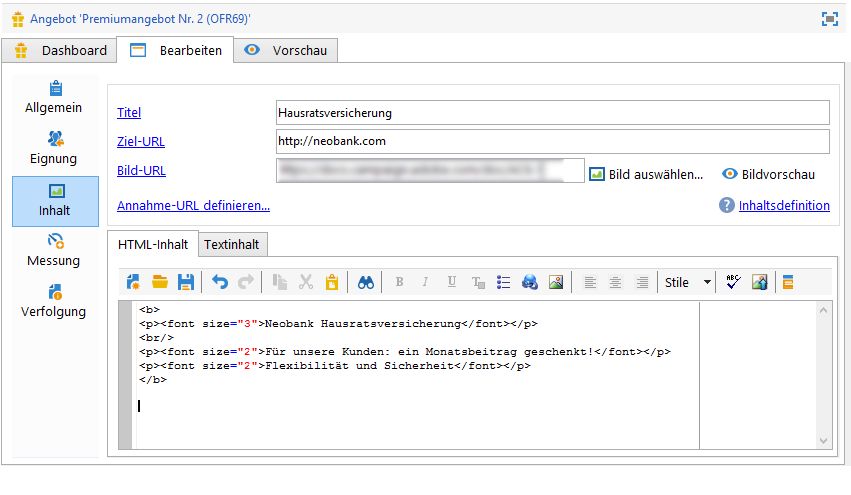 Angebot 'Premiumangebot Nr. 2 (OFR69)'
Dashboard Bearbeiten Vorschau
Allgemein
Eignung
Inhalt
Messung
Verfolgung
Titel Hausratsversicherung
Ziel-URL http://neobank.com
Bild-URL Bild auswählen... Bildvorschau
Annahme-URL definieren... ? Inhaltsdefinition
HTML-Inhalt Textinhalt
B I U T Stile ABC
<b>
<p><font size="3">Neobank Hausratsversicherung</font></p>
<br/>
<p><font size="2">Für unsere Kunden: ein Monatsbeitrag geschenkt!</font></p>
<p><font size="2">Flexibilität und Sicherheit</font></p>
</b>